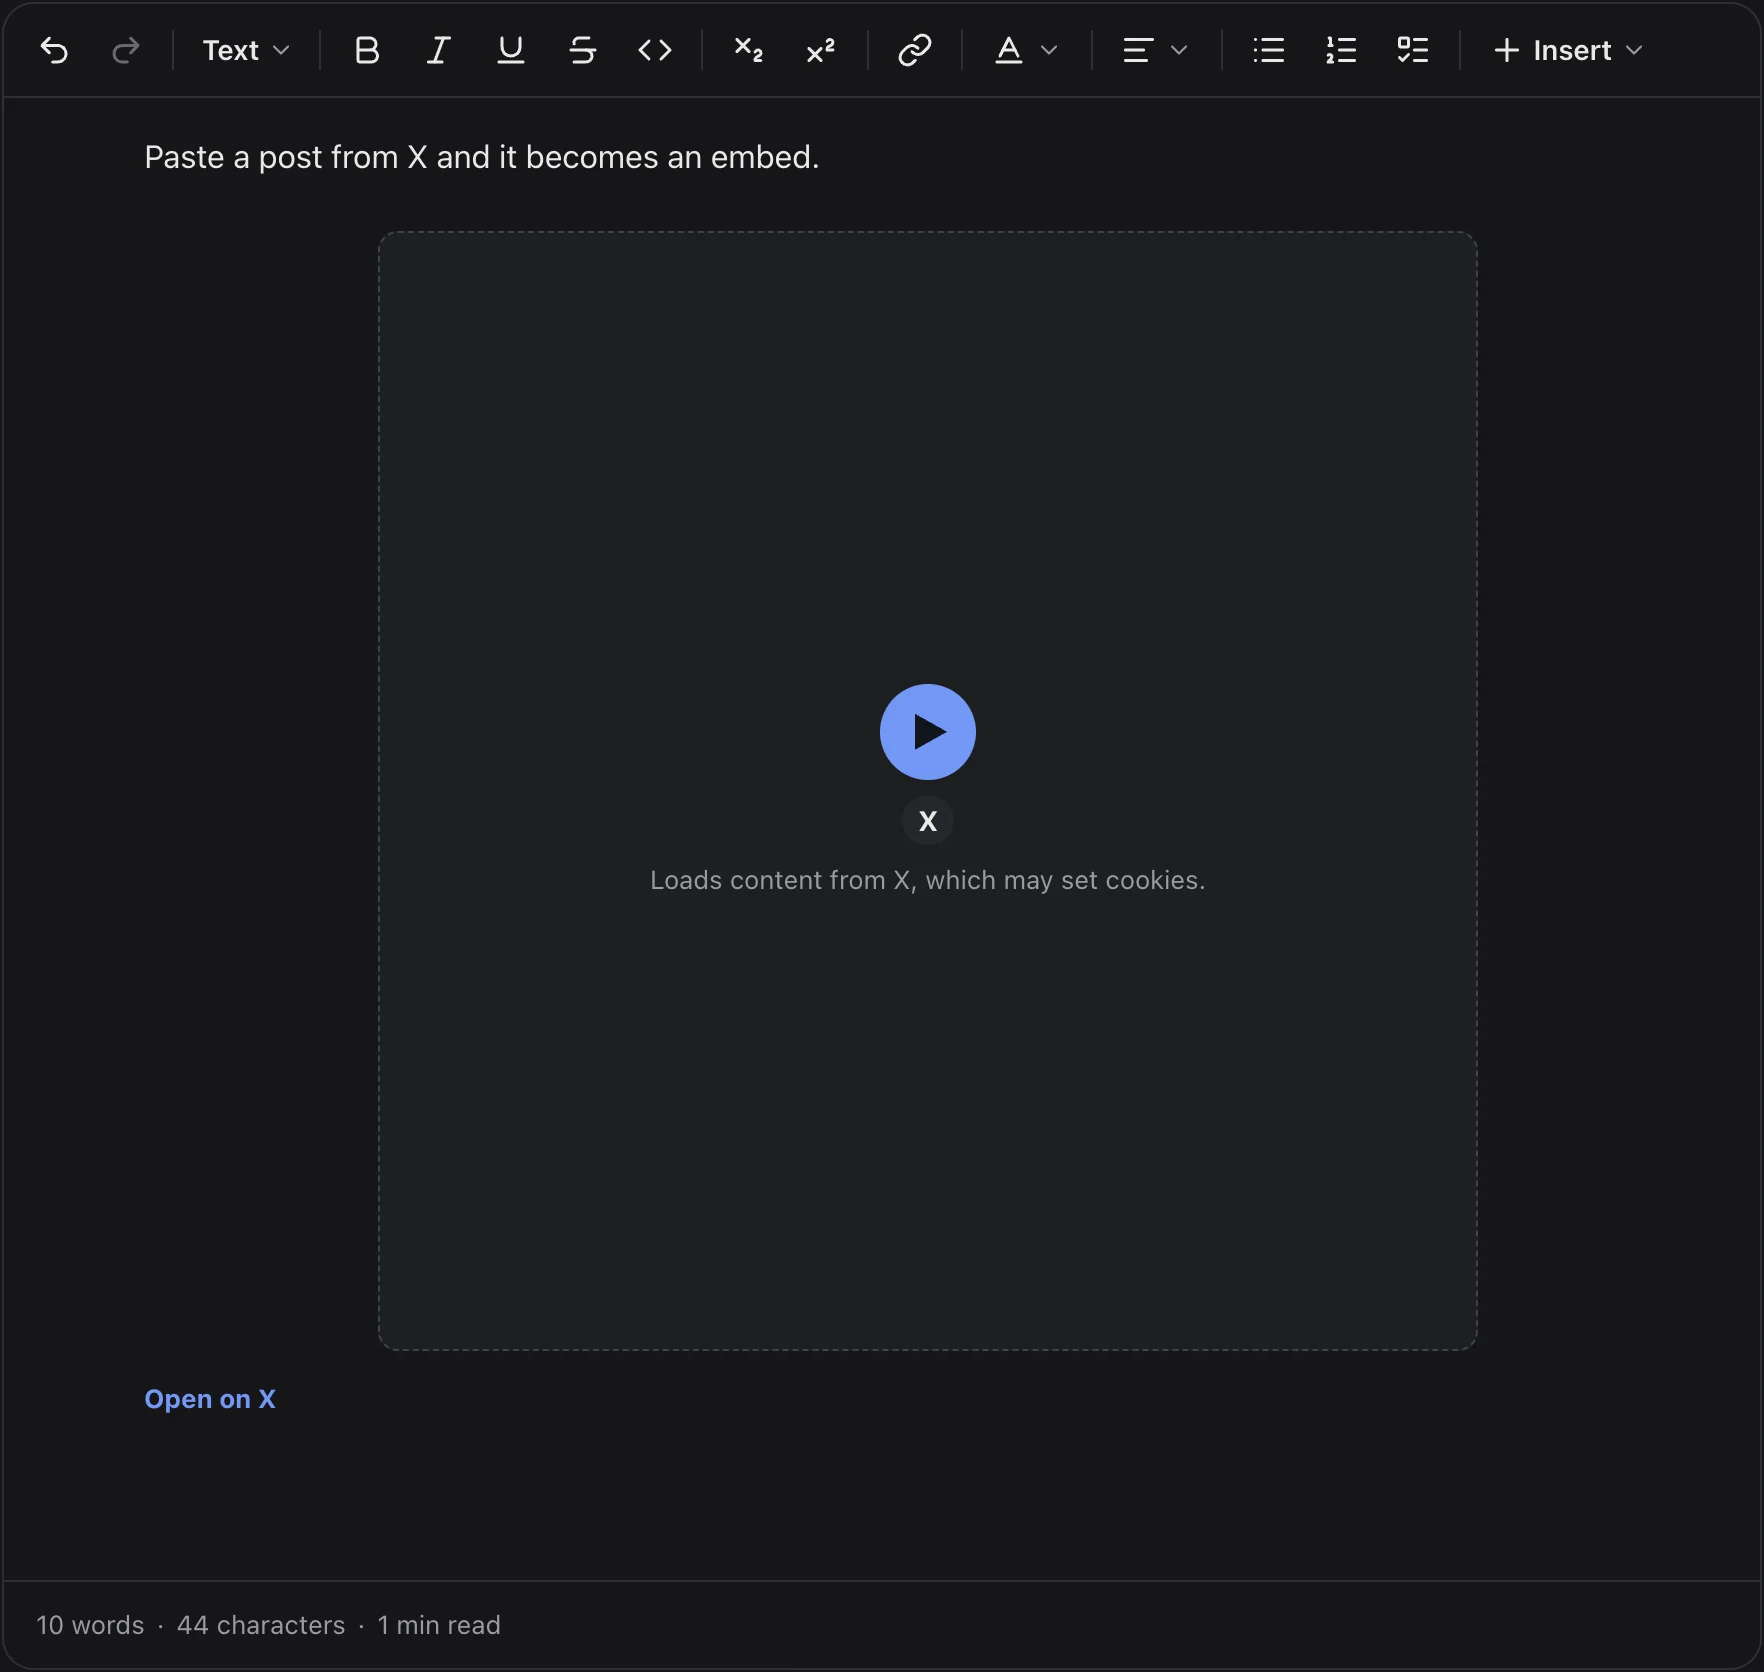 Text
Insert
Paste a post from X and it becomes an embed.
X
Loads content from X, which may set cookies.
Open on X
10 words · 44 characters · 1 min read